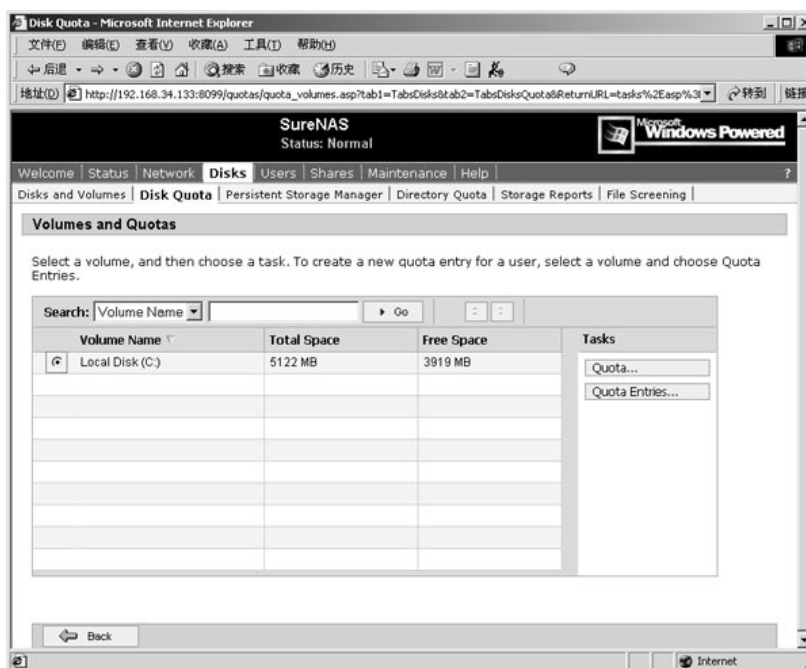 Disk Quota - Microsoft Internet Explorer
文件(F) 编辑(E) 查看(V) 收藏(A) 工具(T) 帮助(H)
后退 搜索 收藏 历史
地址(D) http://192.168.34.133:8099/quotas/quota_volumes.asp?tab1=TabsDisks&tab2=TabsDisksQuota&ReturnURL=tasks%2Easp%3 转到 链接
SureNAS
Status: Normal
Microsoft
Windows Powered
Welcome | Status | Network | Disks | Users | Shares | Maintenance | Help | ?
Disks and Volumes | Disk Quota | Persistent Storage Manager | Directory Quota | Storage Reports | File Screening |
Volumes and Quotas
Select a volume, and then choose a task. To create a new quota entry for a user, select a volume and choose Quota
Entries.
Search: Volume Name Go
Volume Name Total Space Free Space Tasks
Local Disk (C:) 5122 MB 3919 MB
Quota...
Quota Entries...
Back
Internet